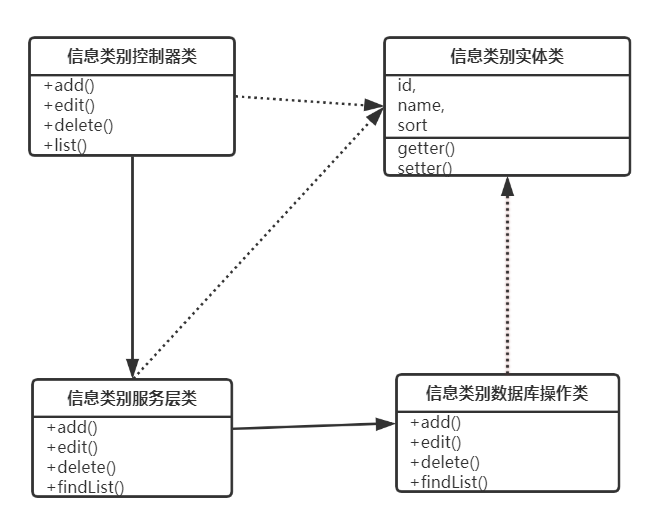 信息类别控制器类
+add()
+edit()
+delete()
+list()
信息类别实体类
id,
name,
sort
getter()
setter()
信息类别服务层类
+add()
+edit()
+delete()
+findList()
信息类别数据库操作类
+add()
+edit()
+delete()
+findList()